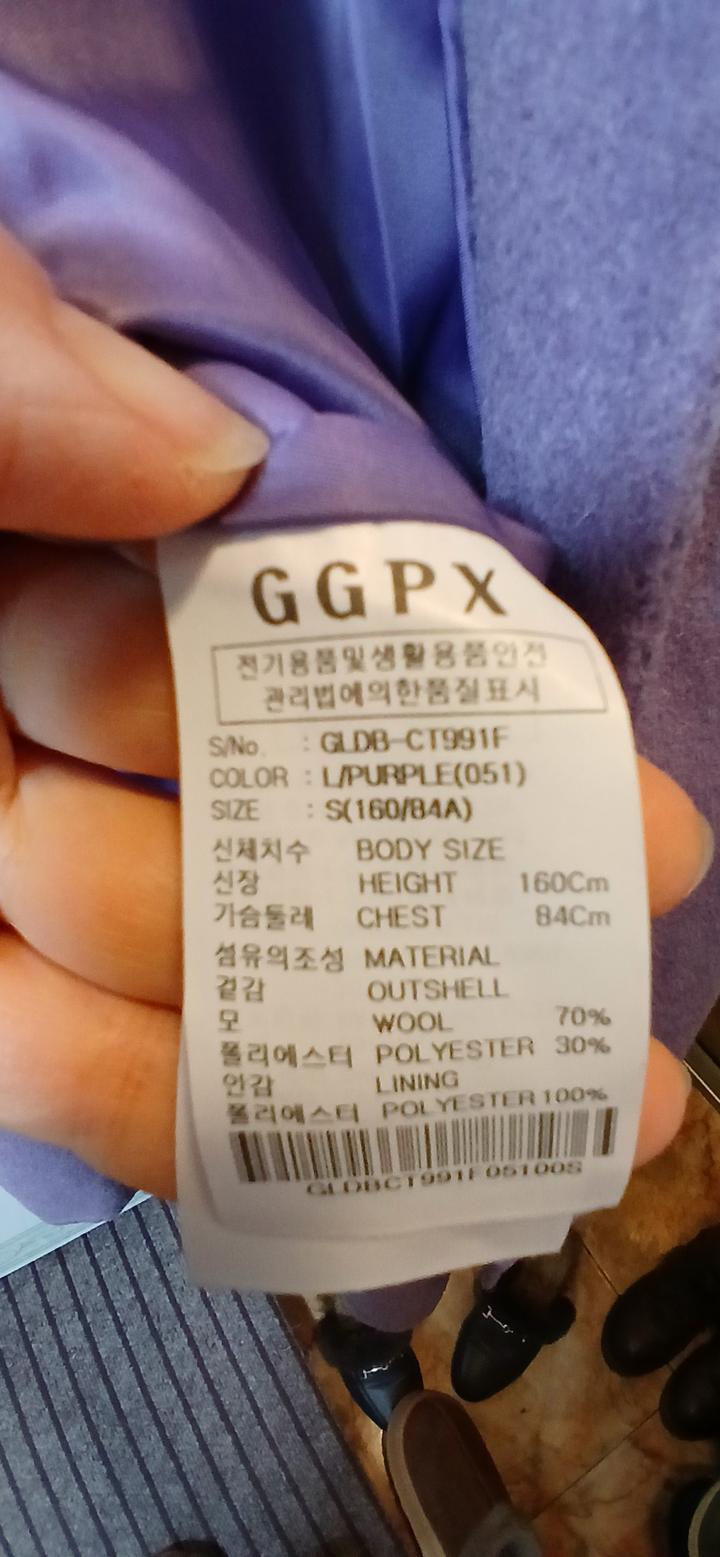 GGPX
전기용품및생활용품안전
관리법에의한품질표시
S/No. : GLDB-CT991F
COLOR : L/PURPLE(051)
SIZE : S(160/84A)
신체치수 BODY SIZE
신장 HEIGHT 160Cm
가슴둘레 CHEST 84Cm
섬유의조성 MATERIAL
겉감 OUTSHELL
모 WOOL 70%
폴리에스터 POLYESTER 30%
안감 LINING
폴리에스터 POLYESTER 100%
GLDBCT991F05100S